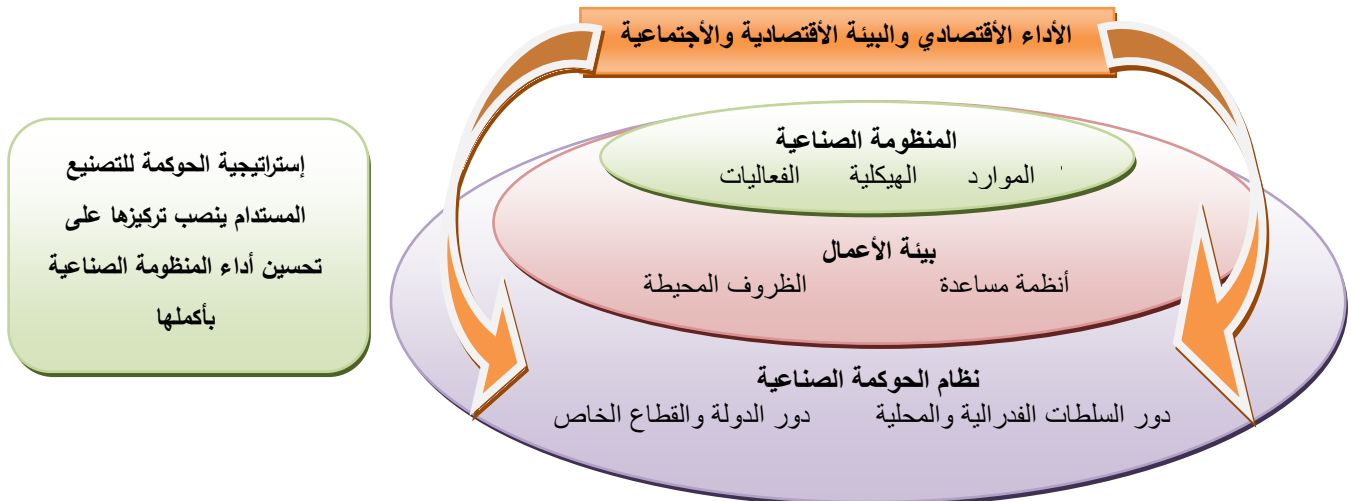 الأداء الأقتصادي والبيئة الأقتصادية والأجتماعية
المنظومة الصناعية
الموارد الهيكلية الفعاليات
بيئة الأعمال
أنظمة مساعدة الظروف المحيطة
نظام الحوكمة الصناعية
دور السلطات الفدرالية والمحلية دور الدولة والقطاع الخاص
إستراتيجية الحوكمة للتصنيع
المستدام ينصب تركيزها على
تحسين أداء المنظومة الصناعية
بأكملها